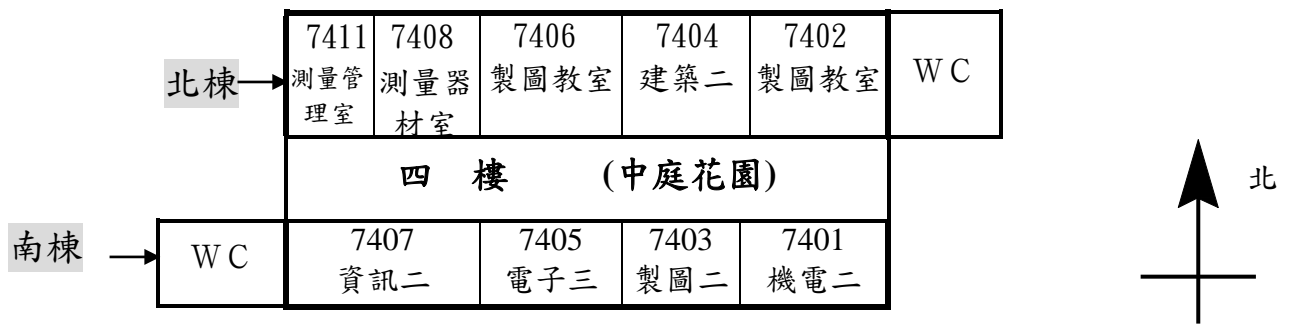 7411 7408 7406 7404 7402
北棟 測量管理室 測量器材室 製圖教室 建築二 製圖教室 ＷＣ
四 樓 (中庭花園)
北
南棟 ＷＣ 7407 7405 7403 7401
資訊二 電子三 製圖二 機電二